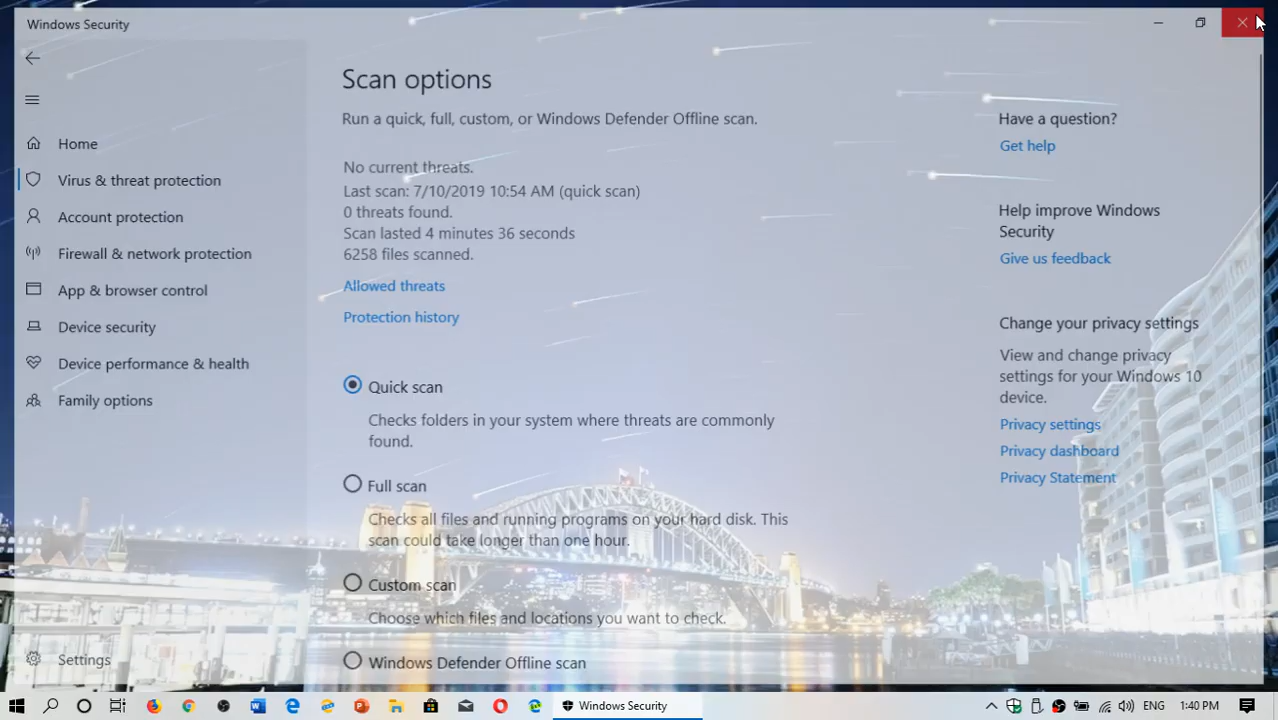 Windows Security
Home
Virus & threat protection
Account protection
Firewall & network protection
App & browser control
Device security
Device performance & health
Family options
Settings
Scan options
Run a quick, full, custom, or Windows Defender Offline scan.
No current threats.
Last scan: 7/10/2019 10:54 AM (quick scan)
0 threats found.
Scan lasted 4 minutes 36 seconds
6258 files scanned.
Allowed threats
Protection history
Quick scan
Checks folders in your system where threats are commonly
found.
Full scan
Checks all files and running programs on your hard disk. This
scan could take longer than one hour.
Custom scan
Choose which files and locations you want to check.
Windows Defender Offline scan
Have a question?
Get help
Help improve Windows
Security
Give us feedback
Change your privacy settings
View and change privacy
settings for your Windows 10
device.
Privacy settings
Privacy dashboard
Privacy Statement
Windows Security
ENG
1:40 PM